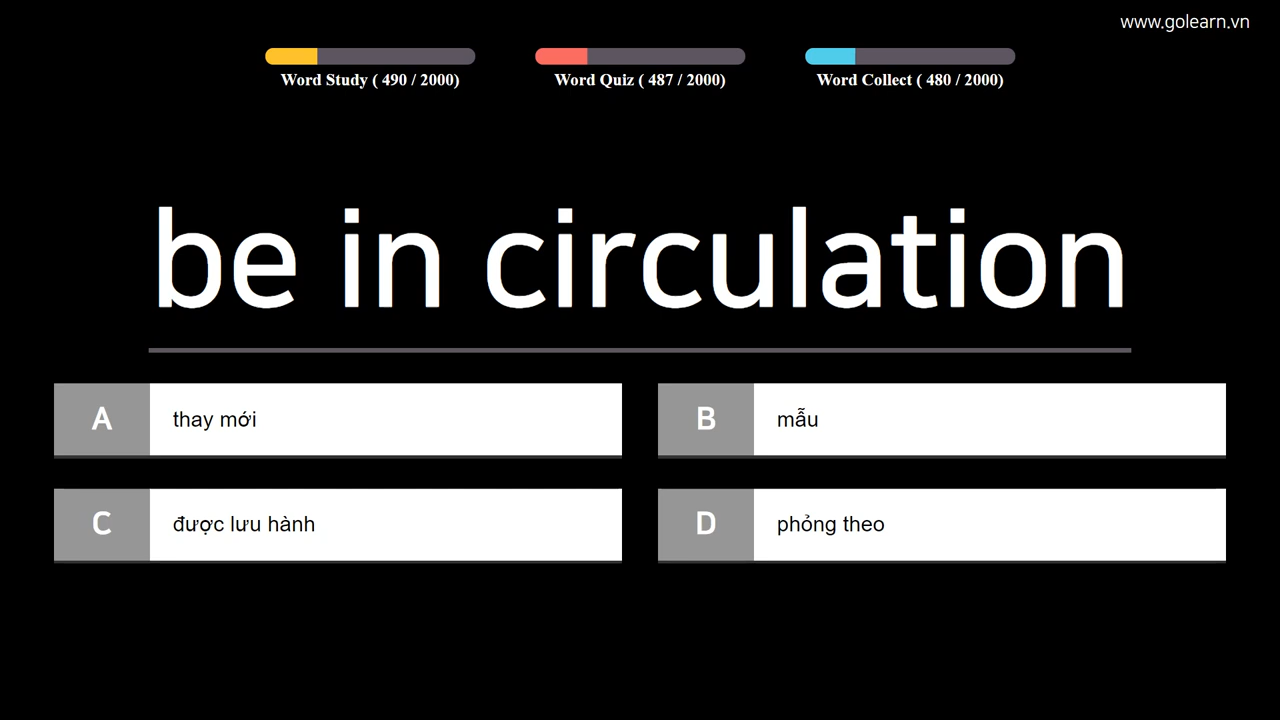 www.golearn.vn
Word Study ( 490 / 2000)
Word Quiz ( 487 / 2000)
Word Collect ( 480 / 2000)
be in circulation
A thay mới
B mẫu
C được lưu hành
D phỏng theo